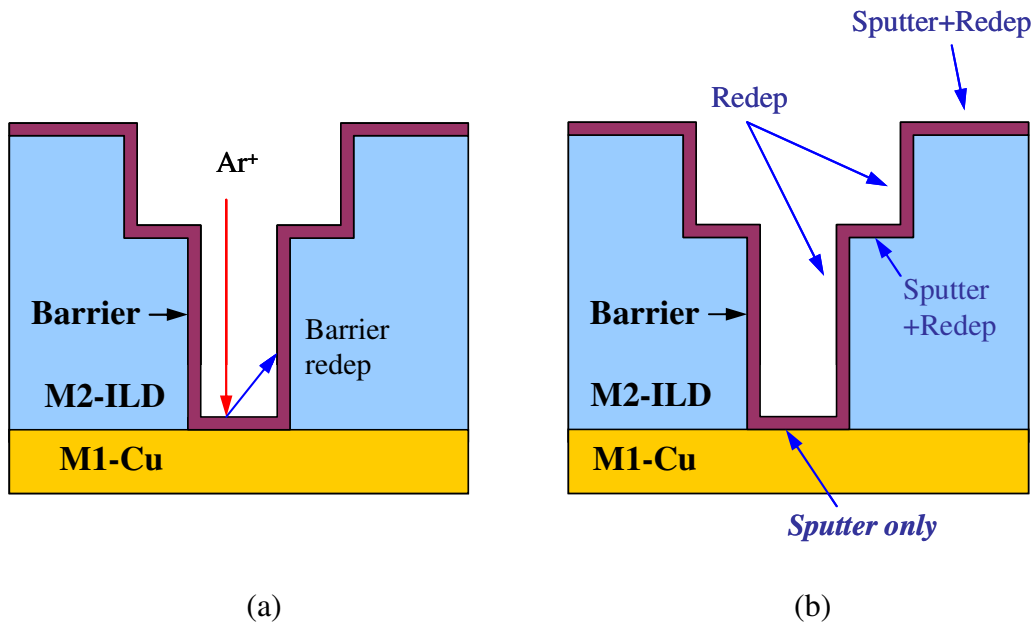 Ar⁺
Barrier
Barrier
redep
M2-ILD
M1-Cu
(a)
Sputter+Redep
Redep
Barrier
Sputter
+Redep
M2-ILD
M1-Cu
Sputter only
(b)